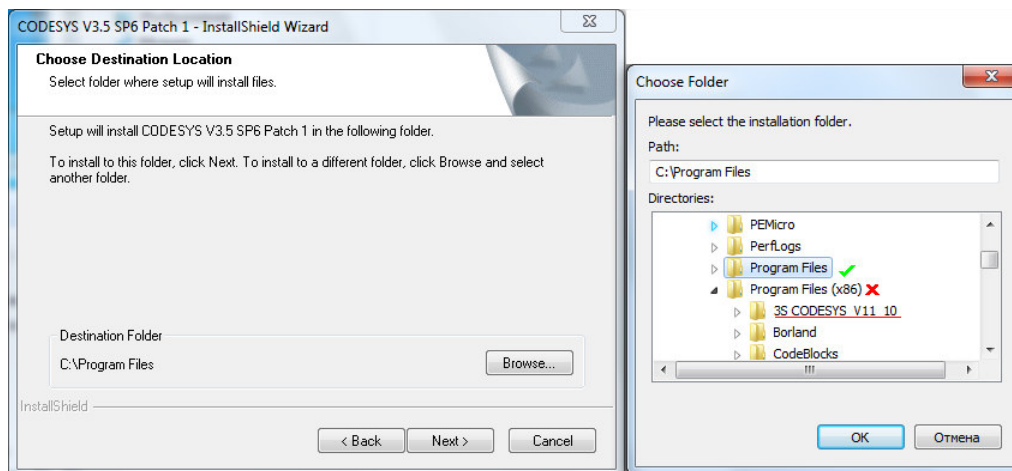 CODESYS V3.5 SP6 Patch 1 - InstallShield Wizard
Choose Destination Location
Select folder where setup will install files.
Setup will install CODESYS V3.5 SP6 Patch 1 in the following folder.
To install to this folder, click Next. To install to a different folder, click Browse and select
another folder.
Destination Folder
C:\Program Files
Browse...
InstallShield
< Back
Next >
Cancel
Choose Folder
Please select the installation folder.
Path:
C:\Program Files
Directories:
PEMicro
PerfLogs
Program Files
Program Files (x86)
3S CODESYS_V11_10
Borland
CodeBlocks
OK
Отмена